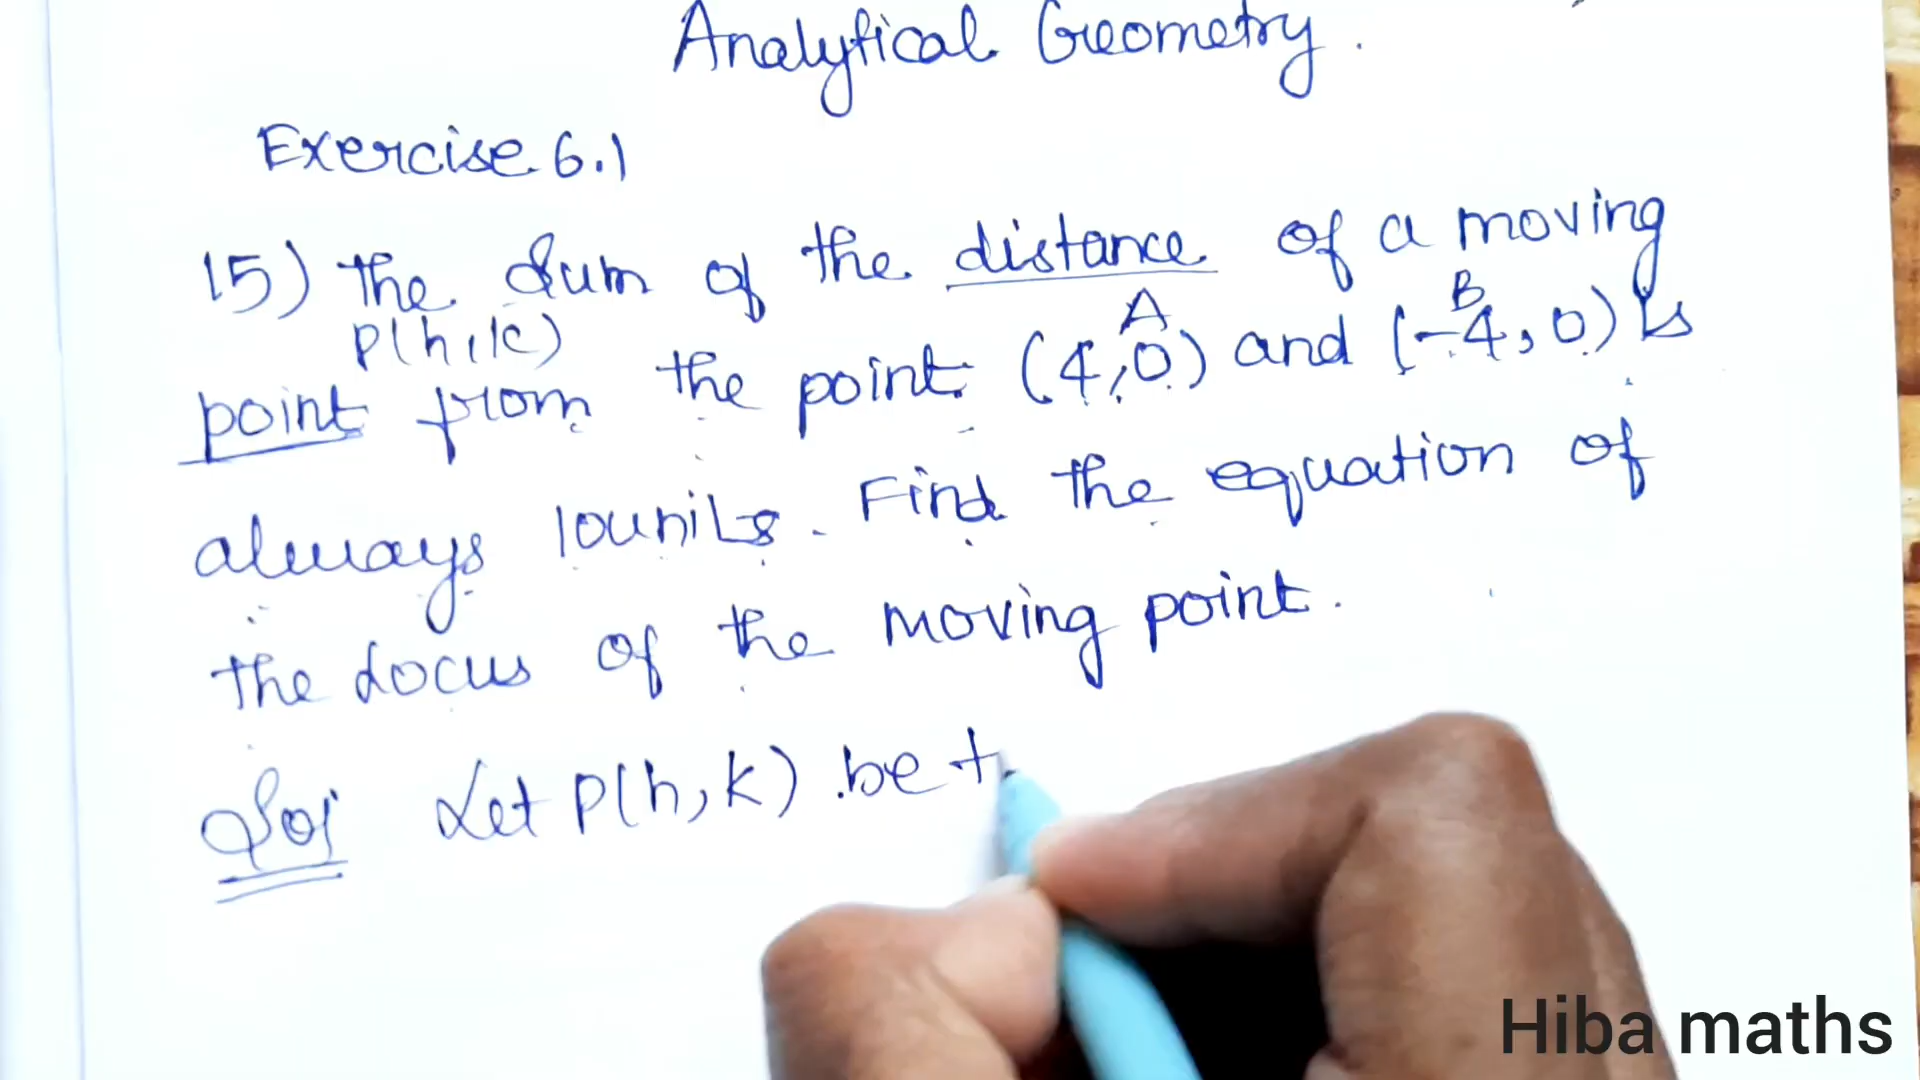 Analytical Geometry.
Exercise 6.1
15) The Sum of the distance of a moving
P(h,k) A B
point from the point (4,0) and (-4,0) is
always 10units. Find the equation of
the Locus of the moving point.
Sol Let P(h,k) be t
Hiba maths